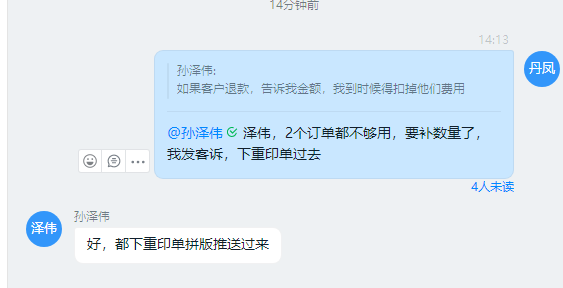 14分钟前
14:13
丹凤
孙泽伟:
如果客户退款，告诉我金额，我到时候得扣掉他们费用
@孙泽伟 泽伟，2个订单都不够用，要补数量了，
我发客诉，下重印单过去
4人未读
泽伟
孙泽伟
好，都下重印单拼版推送过来